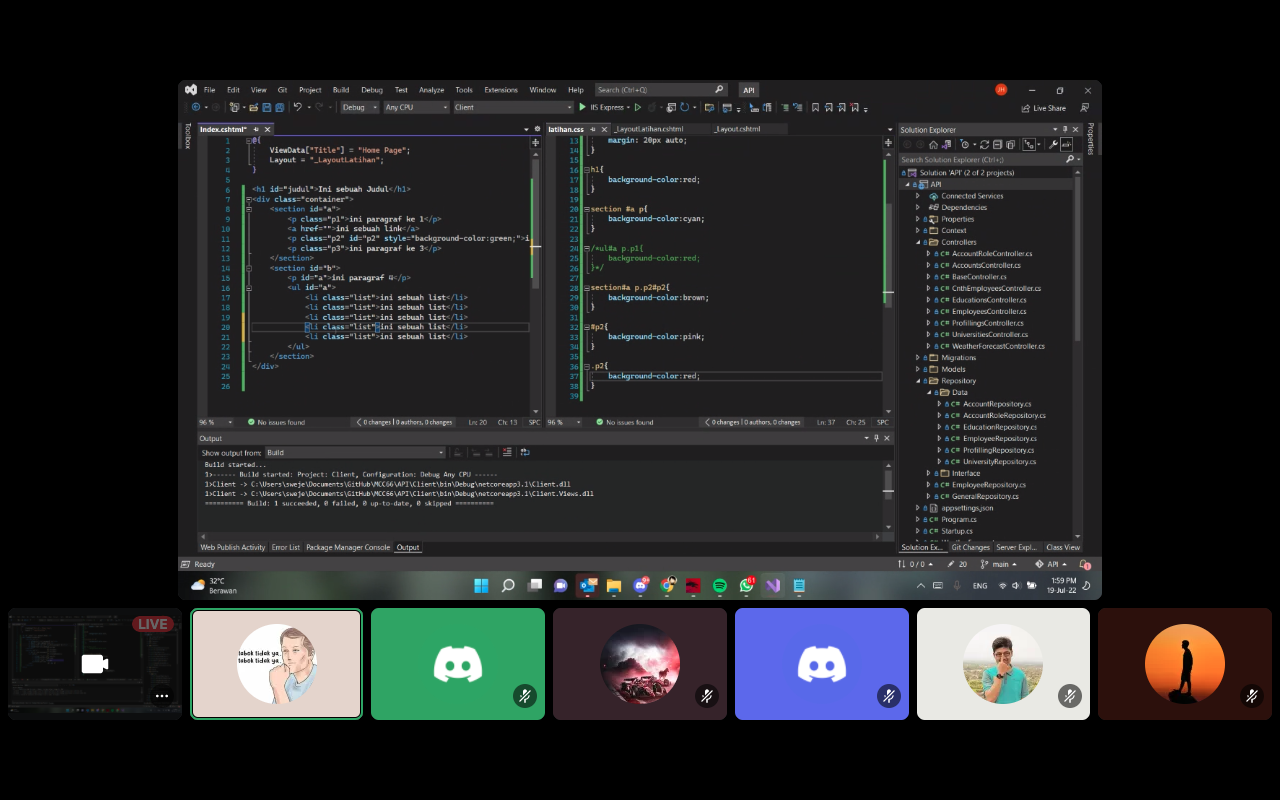 File Edit View Git Project Build Debug Test Analyze Tools Extensions Window Help Search (Ctrl+Q) API JH
Debug Any CPU Client IIS Express Live Share
Toolbox
Index.cshtml*
1 @{
2 ViewData["Title"] = "Home Page";
3 Layout = "_LayoutLatihan";
4 }
5
6 <h1 id="judul">Ini sebuah Judul</h1>
7 <div class="container">
8 <section id="a">
9 <p class="p1">ini paragraf ke 1</p>
10 <a href="">ini sebuah link</a>
11 <p class="p2" id="p2" style="background-color:green;">i
12 <p class="p3">ini paragraf ke 3</p>
13 </section>
14 <section id="b">
15 <p id="a">ini paragraf 4</p>
16 <ul id="a">
17 <li class="list">ini sebuah list</li>
18 <li class="list">ini sebuah list</li>
19 <li class="list">ini sebuah list</li>
20 <li class="list">ini sebuah list</li>
21 <li class="list">ini sebuah list</li>
22 </ul>
23 </section>
24 </div>
25
26
96 % No issues found 0 changes | 0 authors, 0 changes Ln: 20 Ch: 13 SPC
latihan.css _LayoutLatihan.cshtml _Layout.cshtml
13 margin: 20px auto;
14 }
15
16 h1{
17 background-color:red;
18 }
19
20 section #a p{
21 background-color:cyan;
22 }
23
24 /*ul#a p.p1{
25 background-color:red;
26 }*/
27
28 section#a p.p2#p2{
29 background-color:brown;
30 }
31
32 #p2{
33 background-color:pink;
34 }
35
36 .p2{
37 background-color:red;
38 }
39
96 % No issues found 0 changes | 0 authors, 0 changes Ln: 37 Ch: 25 SPC
Output
Show output from: Build
Build started...
1>------ Build started: Project: Client, Configuration: Debug Any CPU ------
1>Client -> C:\Users\sweje\Documents\GitHub\MCC66\API\Client\bin\Debug\netcoreapp3.1\Client.dll
1>Client -> C:\Users\sweje\Documents\GitHub\MCC66\API\Client\bin\Debug\netcoreapp3.1\Client.Views.dll
========== Build: 1 succeeded, 0 failed, 0 up-to-date, 0 skipped ==========
Web Publish Activity Error List Package Manager Console Output
Solution Explorer
Search Solution Explorer (Ctrl+;)
Solution 'API' (2 of 2 projects)
API
Connected Services
Dependencies
Properties
Context
Controllers
C# AccountRoleController.cs
C# AccountsController.cs
C# BaseController.cs
C# CnthEmployeesController.cs
C# EducationsController.cs
C# EmployeesController.cs
C# ProfilingsController.cs
C# UniversitiesController.cs
C# WeatherForecastController.cs
Migrations
Models
Repository
Data
C# AccountRepository.cs
C# AccountRoleRepository.cs
C# EducationRepository.cs
C# EmployeeRepository.cs
C# ProfilingRepository.cs
C# UniversityRepository.cs
Interface
C# EmployeeRepository.cs
C# GeneralRepository.cs
appsettings.json
C# Program.cs
C# Startup.cs
Solution Ex... Git Changes Server Expl... Class View
Properties
Ready 0 / 0 20 main API 1
32°C
Berawan
61
ENG
1:59 PM
19-Jul-22
LIVE
tabok tidak ya
tabok tidak ya